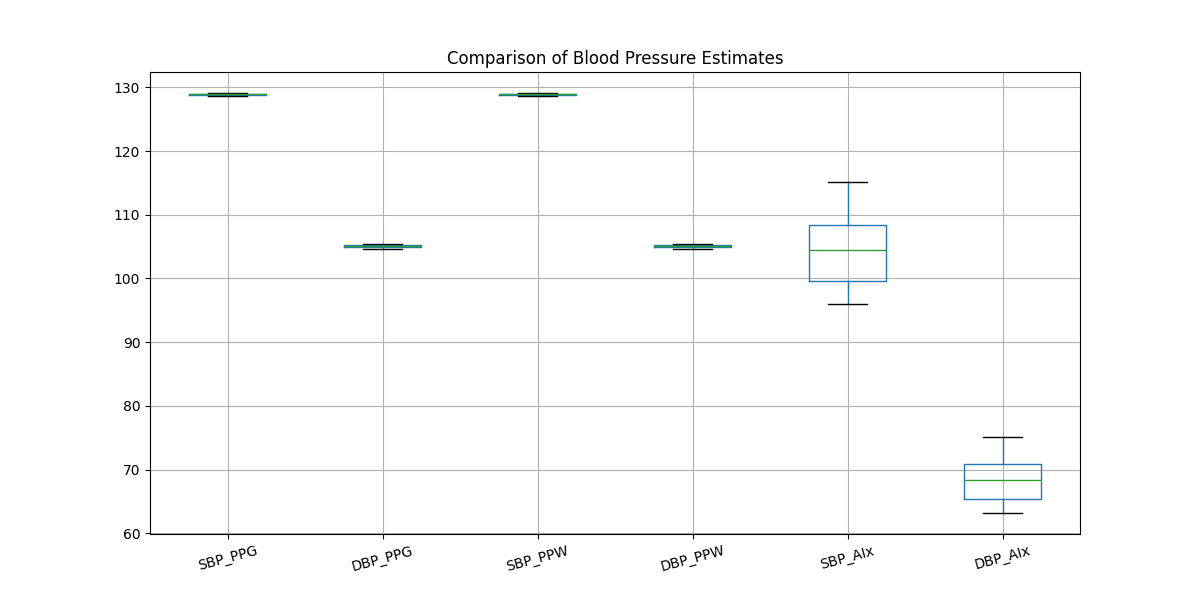 Comparison of Blood Pressure Estimates
130
120
110
100
90
80
70
60
SBP_PPG
DBP_PPG
SBP_PPW
DBP_PPW
SBP_AIx
DBP_AIx